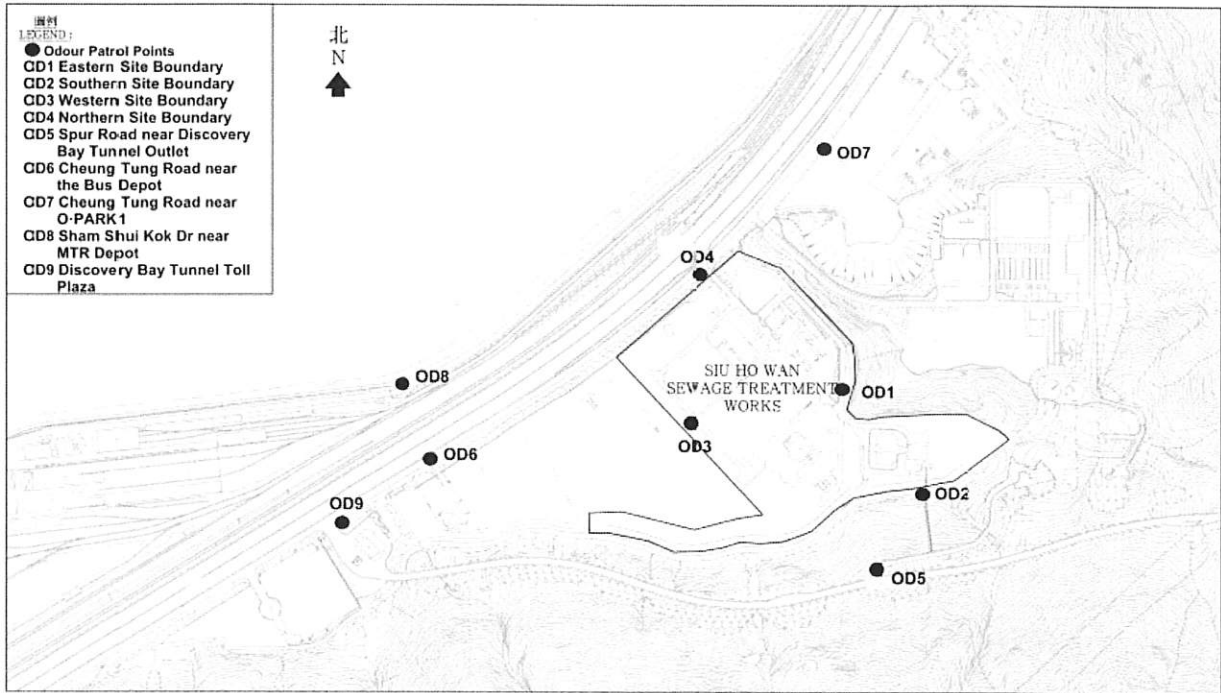 圖例
LEGEND:
Odour Patrol Points
OD1 Eastern Site Boundary
OD2 Southern Site Boundary
OD3 Western Site Boundary
OD4 Northern Site Boundary
OD5 Spur Road near Discovery
Bay Tunnel Outlet
OD6 Cheung Tung Road near
the Bus Depot
OD7 Cheung Tung Road near
O·PARK1
OD8 Sham Shui Kok Dr near
MTR Depot
OD9 Discovery Bay Tunnel Toll
Plaza
北
N
OD7
OD4
OD8
SIU HO WAN
SEWAGE TREATMENT
WORKS
OD1
OD3
OD6
OD2
OD9
OD5